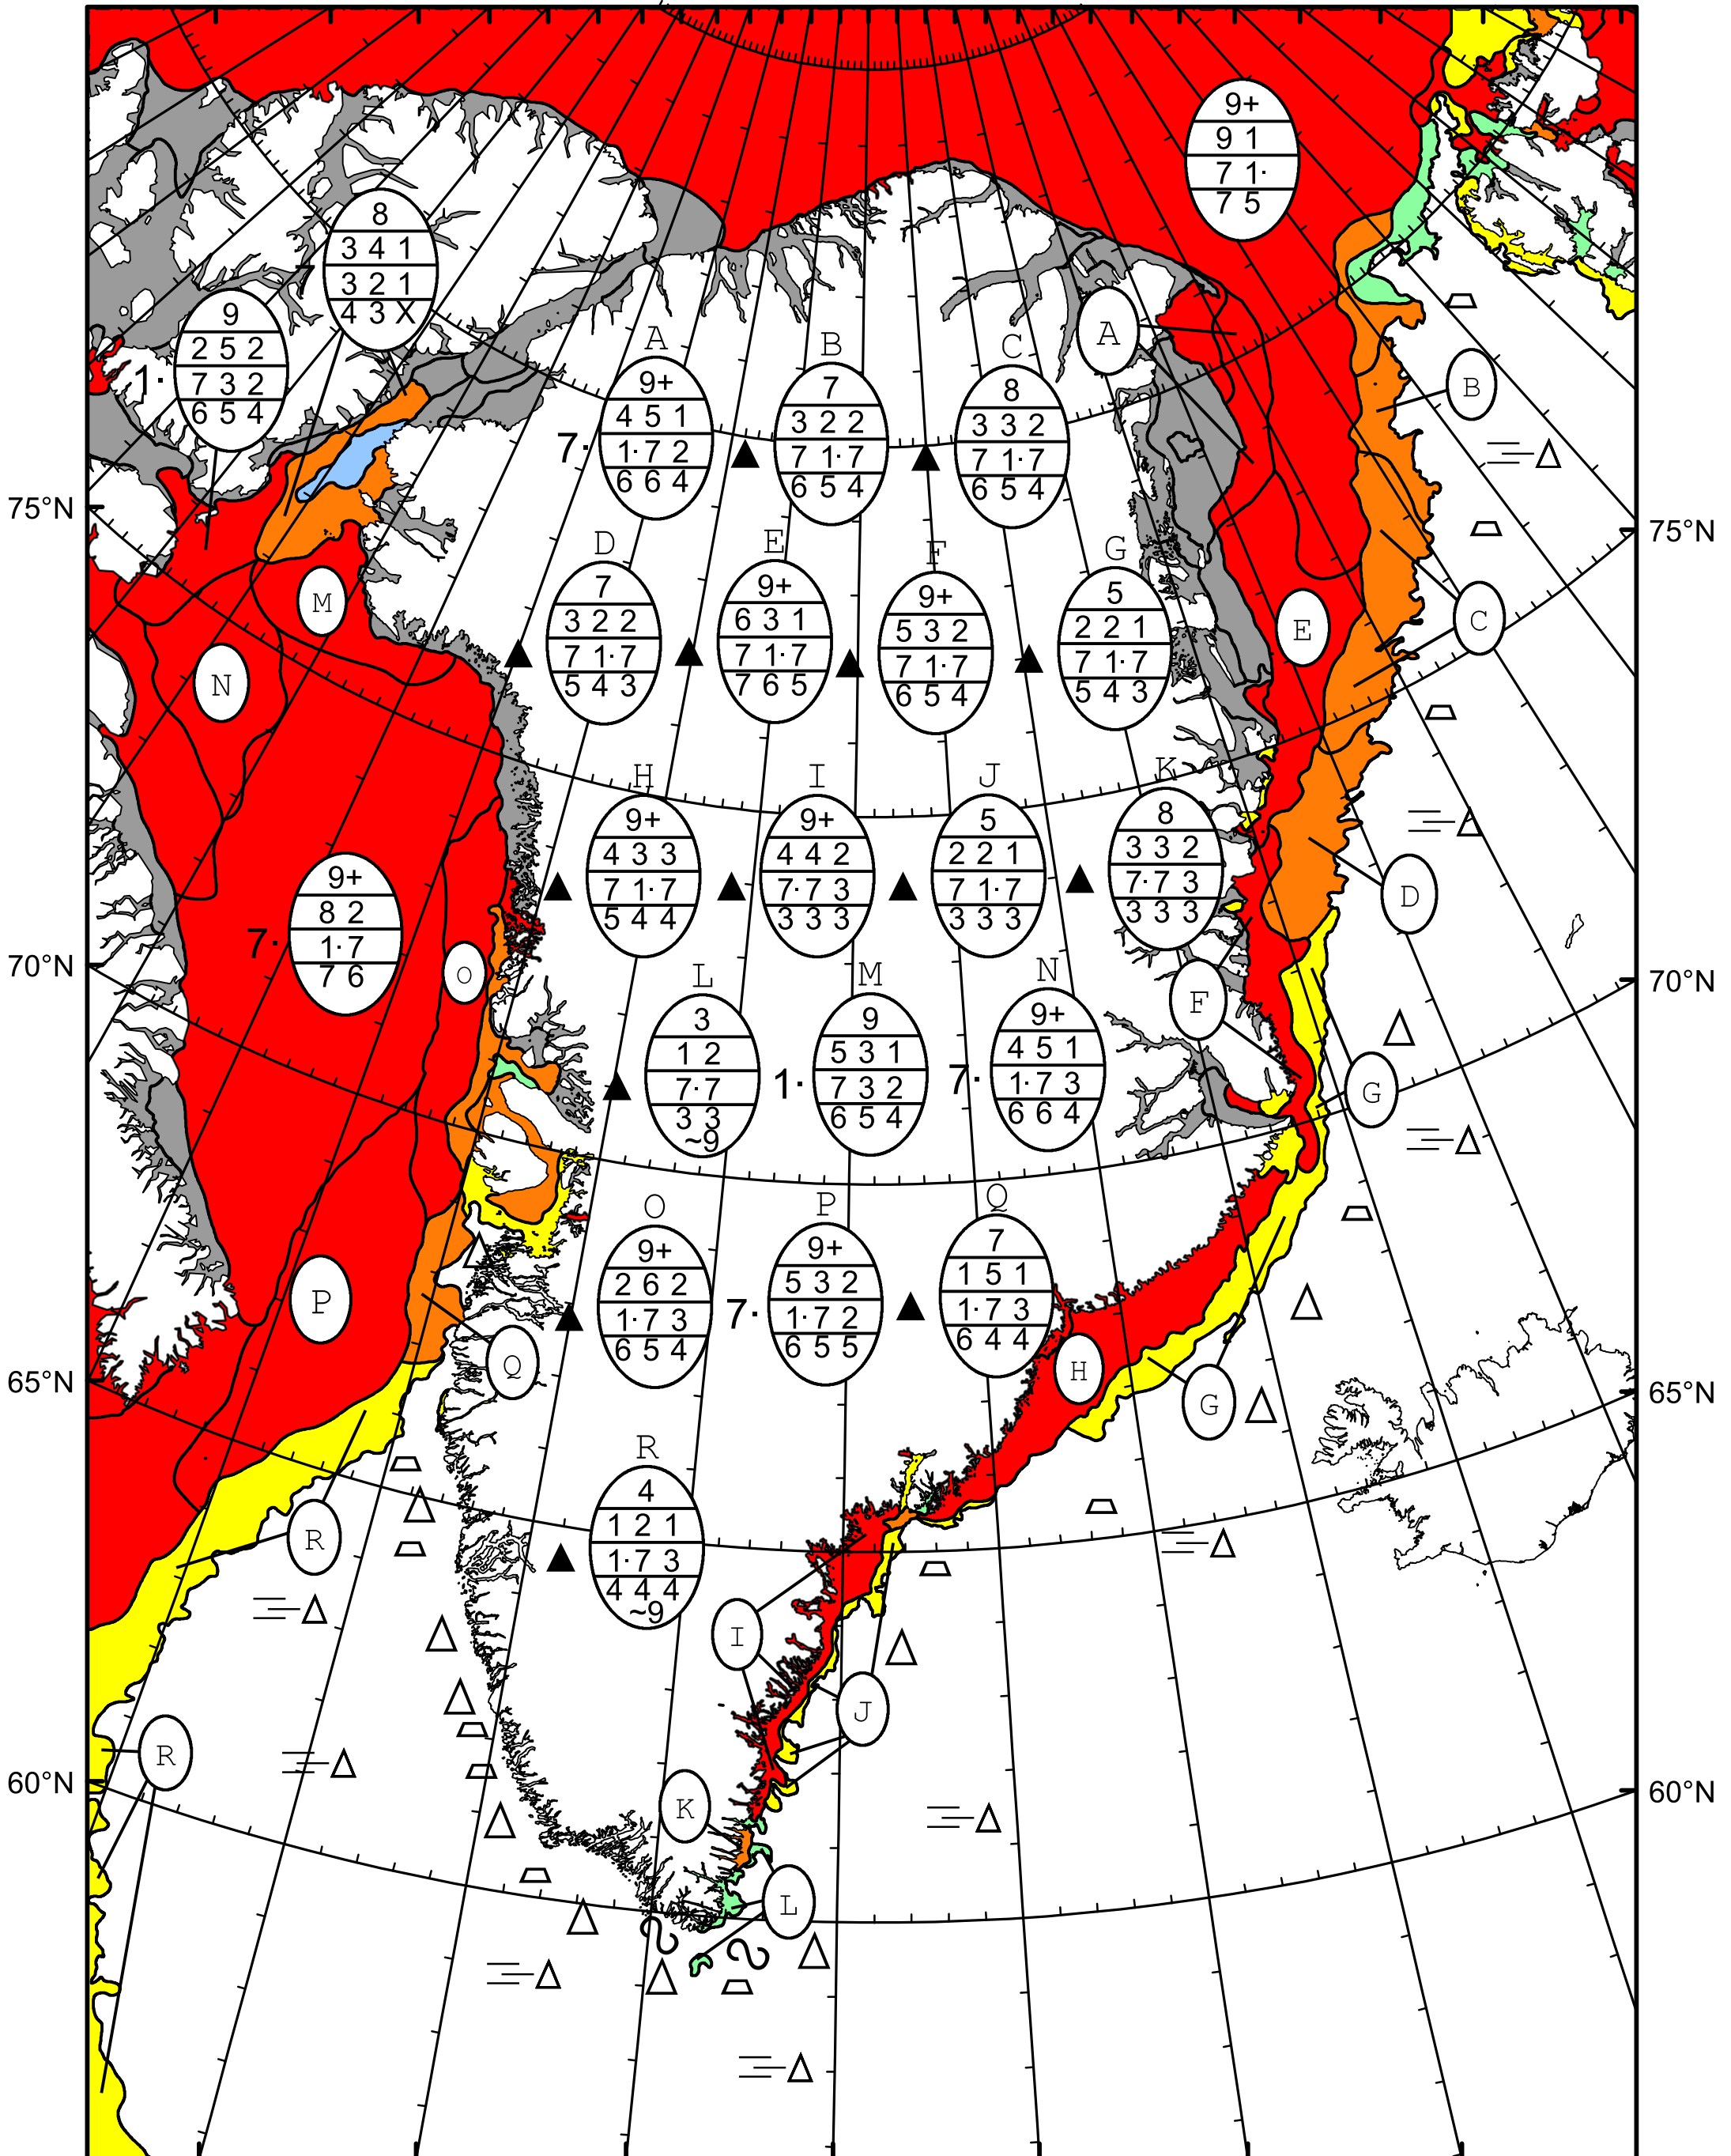 9+
9 1
7 1·
7 5
8
3 4 1
7·
3 2 1
4 3 X
9
2 5 2
1·
7 3 2
6 5 4
A
9+
4 5 1
7·
1·7 2
6 6 4
B
7
3 2 2
7 1·7
6 5 4
C
8
3 3 2
7 1·7
6 5 4
A
B
75°N
75°N
D
7
3 2 2
7 1·7
5 4 3
E
9+
6 3 1
7 1·7
7 6 5
F
9+
5 3 2
7 1·7
6 5 4
G
5
2 2 1
7 1·7
5 4 3
M
E
C
N
H
9+
4 3 3
7 1·7
5 4 4
I
9+
4 4 2
7·7 3
3 3 3
J
5
2 2 1
7 1·7
3 3 3
K
8
3 3 2
7·7 3
3 3 3
9+
8 2
7·
1·7
7 6
D
70°N
O
70°N
F
L
3
1 2
7·7
3 3
~9
M
9
5 3 1
1·
7 3 2
6 5 4
N
9+
4 5 1
7·
1·7 3
6 6 4
G
O
9+
2 6 2
1·7 3
6 5 4
P
9+
5 3 2
7·
1·7 2
6 5 5
Q
7
1 5 1
1·7 3
6 4 4
P
Q
H
G
65°N
65°N
R
4
1 2 1
1·7 3
4 4 4
~9
R
I
J
R
60°N
60°N
K
L